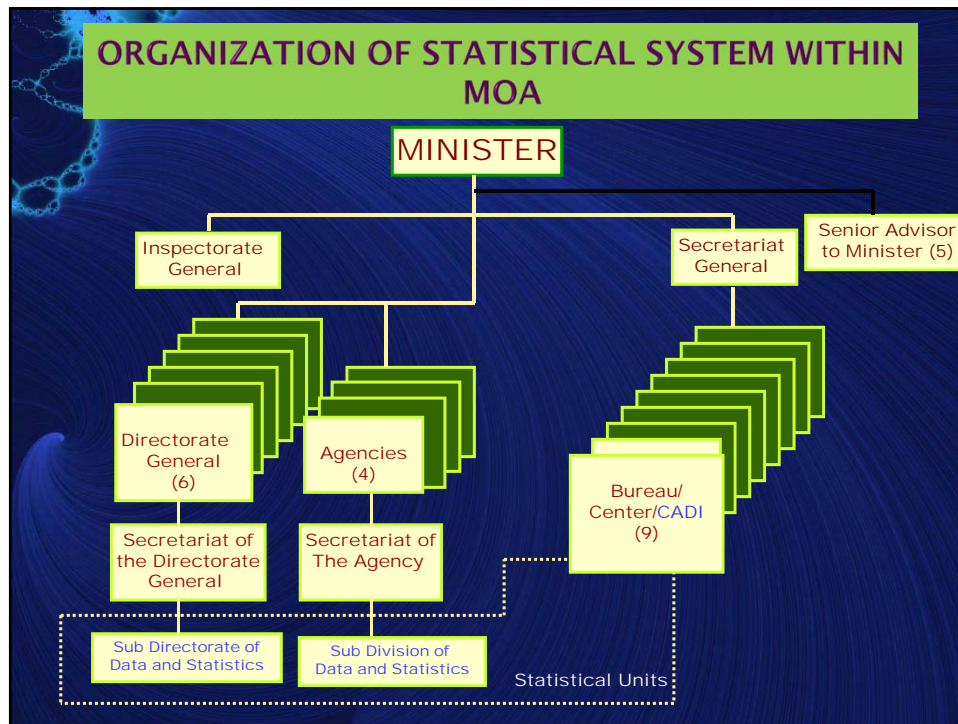 ORGANIZATION OF STATISTICAL SYSTEM WITHIN
MOA
MINISTER
Inspectorate
General
Secretariat
General
Senior Advisor
to Minister (5)
Directorate
General
(6)
Agencies
(4)
Bureau/
Center/CADI
(9)
Secretariat of
the Directorate
General
Secretariat of
The Agency
Sub Directorate of
Data and Statistics
Sub Division of
Data and Statistics
Statistical Units